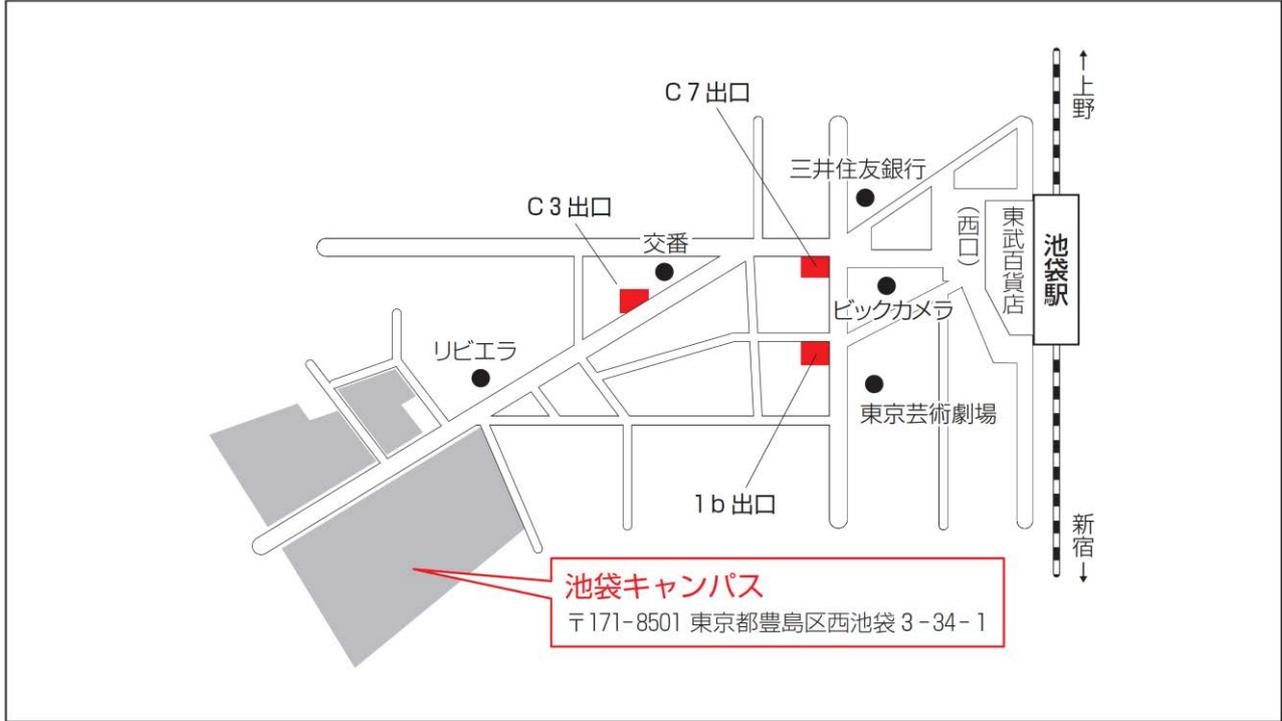 ↑上野
C7出口
三井住友銀行
C3出口
交番
(西口)
東武百貨店
池袋駅
ビックカメラ
リビエラ
東京芸術劇場
1b出口
新宿↓
池袋キャンパス
〒171-8501 東京都豊島区西池袋3-34-1